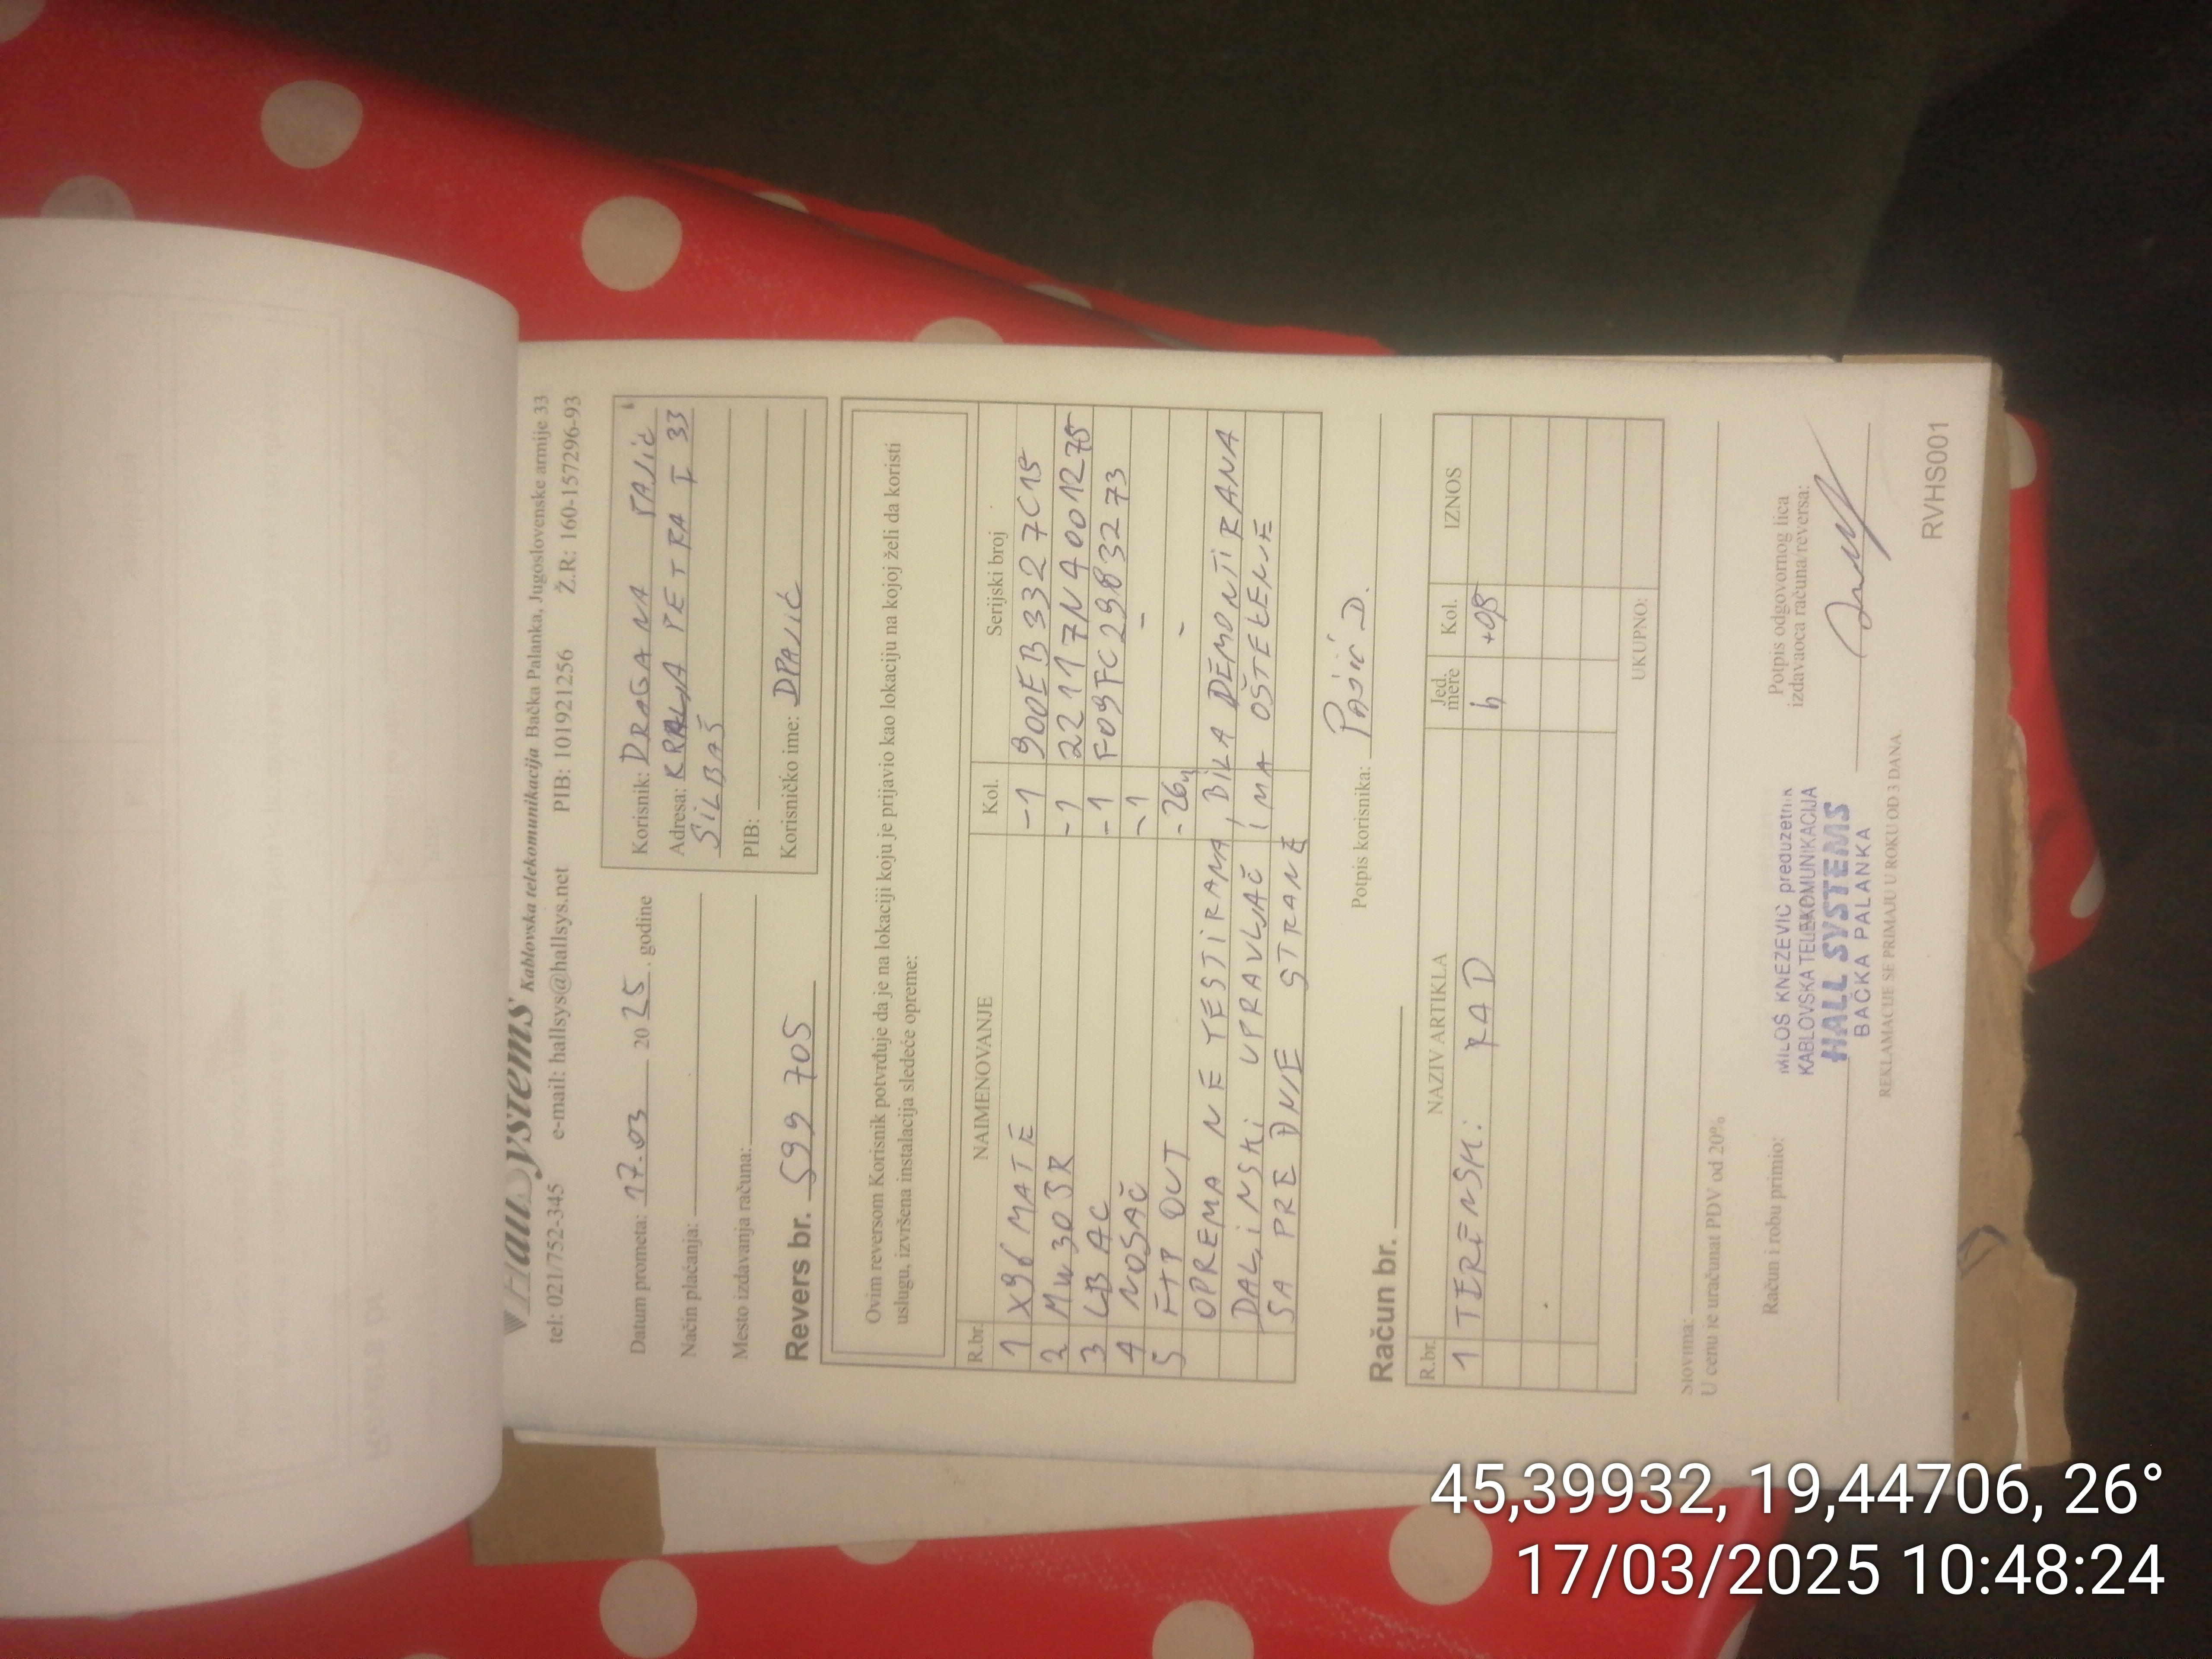 HallSystems Kablovska telekomunikacija Bačka Palanka, Jugoslovenske armije 33
tel: 021/752-345 e-mail: hallsys@hallsys.net PIB: 101921256 Ž.R: 160-157296-93
Datum prometa: 17.03 2025. godine
Način plaćanja:
Mesto izdavanja računa:
Revers br. 599 705
Korisnik: DRAGANA PAJIĆ
Adresa: KRALJA PETRA I 33
SILBAŠ
PIB:
Korisničko ime: DPAJIĆ
Ovim reversom Korisnik potvrđuje da je na lokaciji koju je prijavio kao lokaciju na kojoj želi da koristi
uslugu, izvršena instalacija sledeće opreme:
R.br. NAIMENOVANJE Kol. Serijski broj
1 X96 MATE -1 900EB3327C15
2 MW30SR -1 22117N4001275
3 LBAC -1 F09FC2983273
4 NOSAČ -1 -
5 FTP OUT -26m -
OPREMA NE TESTIRANA, BILA DEMONTIRANA
DALINSKI UPRAVLJAČ IMA OŠTEĆENE
SA PREDNJE STRANE
Potpis korisnika: Pajić D.
Račun br.
R.br. NAZIV ARTIKLA Jed. mere Kol. IZNOS
1 TERENSKI RAD h +0,5
UKUPNO:
Slovima:
U cenu je uračunat PDV od 20%
Račun i robu primio:
MILOŠ KNEŽEVIĆ preduzetnik
KABLOVSKA TELEKOMUNIKACIJA
HALL SYSTEMS
BAČKA PALANKA
Potpis odgovornog lica
izdavaoca računa/reversa:
REKLAMACIJE SE PRIMAJU U ROKU OD 3 DANA.
RVHS001
45,39932, 19,44706, 26°
17/03/2025 10:48:24